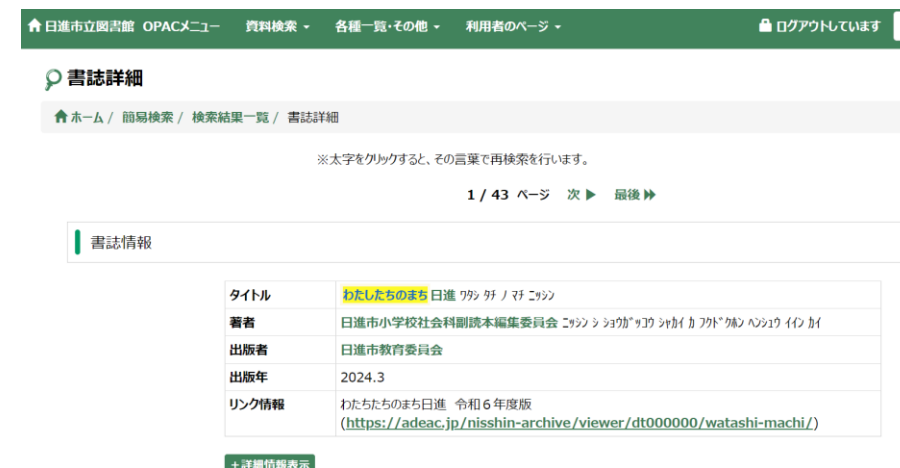 日進市立図書館 OPACメニュー 資料検索 各種一覧・その他 利用者のページ ログアウトしています
書誌詳細
ホーム / 簡易検索 / 検索結果一覧 / 書誌詳細
※太字をクリックすると、その言葉で再検索を行います。
1 / 43 ページ 次 ▶ 最後
書誌情報
タイトル わたしたちのまち 日進 ワタシ タチ ノ マチ ニッシン
著者 日進市小学校社会科副読本編集委員会 ニッシン シ ショウガッコウ シャカイ カ フクドクホン ヘンシュウ イイン カイ
出版者 日進市教育委員会
出版年 2024.3
リンク情報 わたちたちのまち日進 令和6年度版
(https://adeac.jp/nisshin-archive/viewer/dt000000/watashi-machi/)
+詳細情報表示